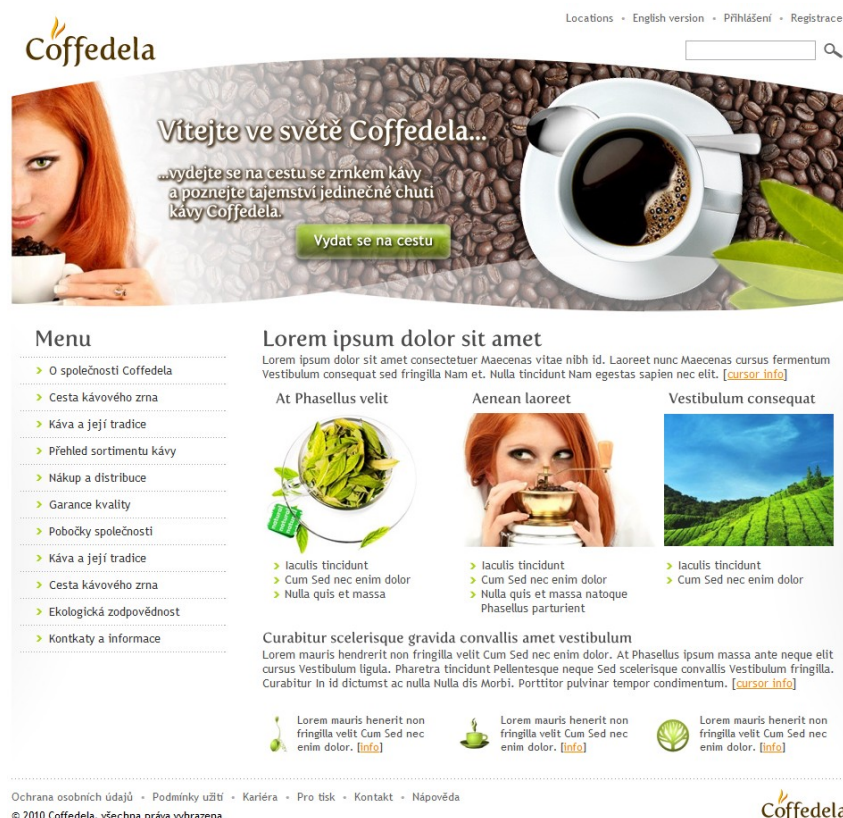 Locations • English version • Přihlášení • Registrace
Coffedela
Vítejte ve světě Coffedela...
...vydejte se na cestu se zrnkem kávy
a poznejte tajemství jedinečné chuti
kávy Coffedela.
Vydat se na cestu
Menu
O společnosti Coffedela
Cesta kávového zrna
Káva a její tradice
Přehled sortimentu kávy
Nákup a distribuce
Garance kvality
Pobočky společnosti
Káva a její tradice
Cesta kávového zrna
Ekologická zodpovědnost
Kontkaty a informace
Lorem ipsum dolor sit amet
Lorem ipsum dolor sit amet consectetuer Maecenas vitae nibh id. Laoreet nunc Maecenas cursus fermentum
Vestibulum consequat sed fringilla Nam et. Nulla tincidunt Nam egestas sapien nec elit. [cursor info]
At Phasellus velit
Iaculis tincidunt
Cum Sed nec enim dolor
Nulla quis et massa
Aenean laoreet
Iaculis tincidunt
Cum Sed nec enim dolor
Nulla quis et massa natoque
Phasellus parturient
Vestibulum consequat
Iaculis tincidunt
Cum Sed nec enim dolor
Curabitur scelerisque gravida convallis amet vestibulum
Lorem mauris hendrerit non fringilla velit Cum Sed nec enim dolor. At Phasellus ipsum massa ante neque elit
cursus Vestibulum ligula. Pharetra tincidunt Pellentesque neque Sed scelerisque convallis Vestibulum fringilla.
Curabitur In id dictumst ac nulla Nulla dis Morbi. Porttitor pulvinar tempor condimentum. [cursor info]
Lorem mauris henerit non
fringilla velit Cum Sed nec
enim dolor. [info]
Lorem mauris henerit non
fringilla velit Cum Sed nec
enim dolor. [info]
Lorem mauris henerit non
fringilla velit Cum Sed nec
enim dolor. [info]
Ochrana osobních údajů • Podmínky užití • Kariéra • Pro tisk • Kontakt • Nápověda
© 2010 Coffedela, všechna práva vyhrazena
Coffedela